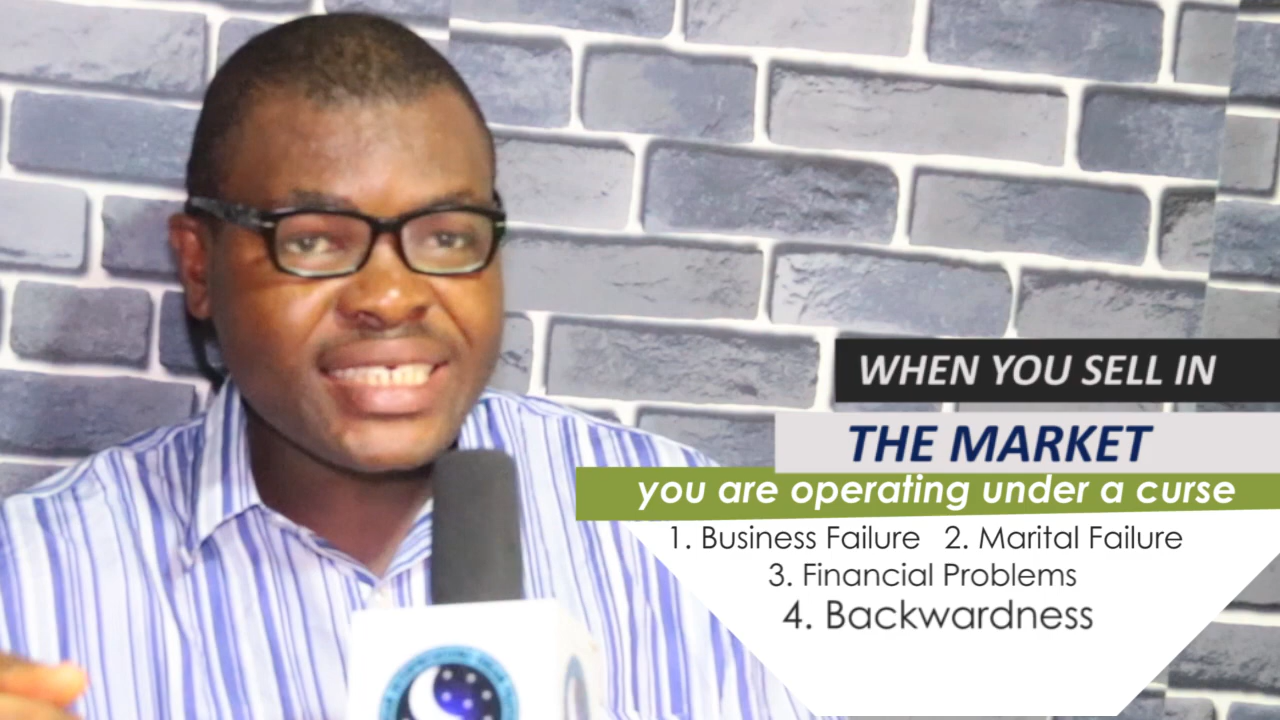 WHEN YOU SELL IN
THE MARKET
you are operating under a curse
1. Business Failure 2. Marital Failure
3. Financial Problems
4. Backwardness